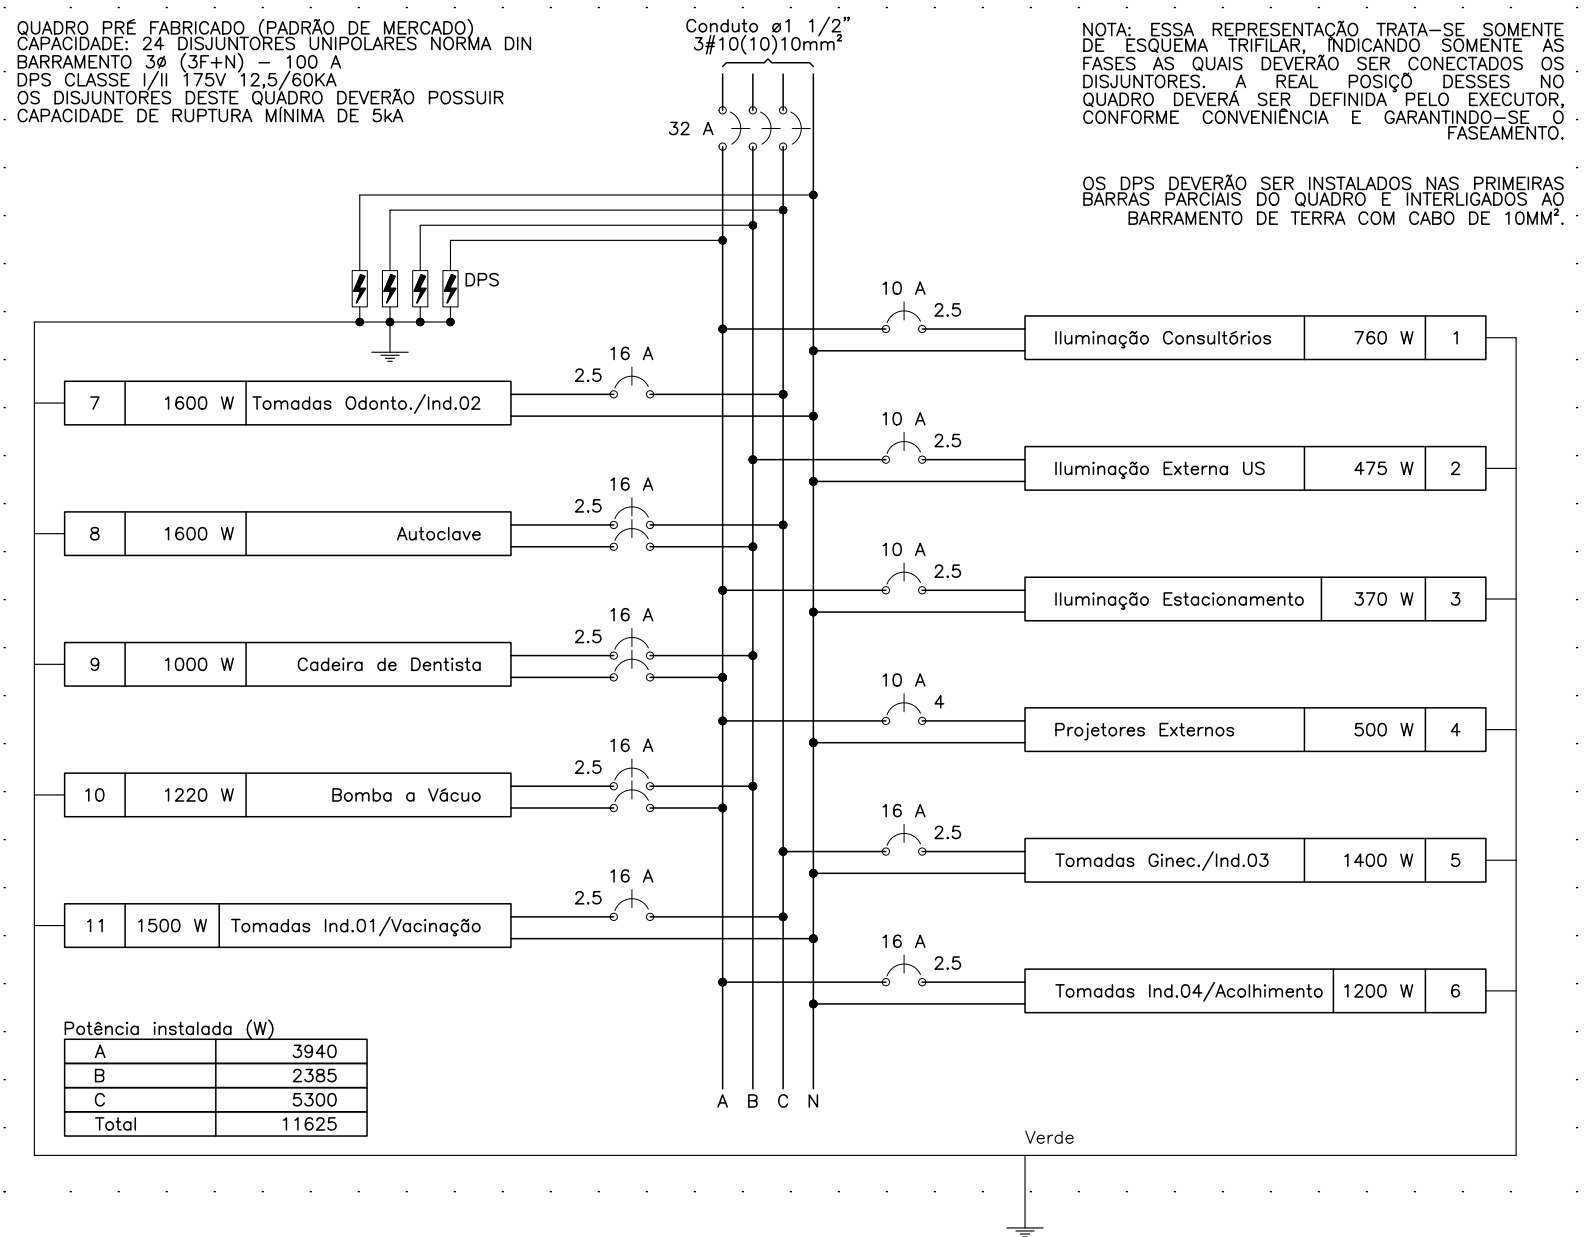 QUADRO PRÉ FABRICADO (PADRÃO DE MERCADO)
CAPACIDADE: 24 DISJUNTORES UNIPOLARES NORMA DIN
BARRAMENTO 3ø (3F+N) – 100 A
DPS CLASSE I/II 175V 12,5/60KA
OS DISJUNTORES DESTE QUADRO DEVERÃO POSSUIR
CAPACIDADE DE RUPTURA MÍNIMA DE 5kA
Conduto ø1 1/2”
3#10(10)10mm²
32 A
NOTA: ESSA REPRESENTAÇÃO TRATA-SE SOMENTE
DE ESQUEMA TRIFILAR, INDICANDO SOMENTE AS
FASES AS QUAIS DEVERÃO SER CONECTADOS OS
DISJUNTORES. A REAL POSIÇÕ DESSES NO
QUADRO DEVERÁ SER DEFINIDA PELO EXECUTOR,
CONFORME CONVENIÊNCIA E GARANTINDO-SE O
FASEAMENTO.
OS DPS DEVERÃO SER INSTALADOS NAS PRIMEIRAS
BARRAS PARCIAIS DO QUADRO E INTERLIGADOS AO
BARRAMENTO DE TERRA COM CABO DE 10MM².
DPS
10 A
2.5
Iluminação Consultórios 760 W 1
16 A
2.5
7 1600 W Tomadas Odonto./Ind.02
10 A
2.5
Iluminação Externa US 475 W 2
16 A
2.5
8 1600 W Autoclave
10 A
2.5
Iluminação Estacionamento 370 W 3
16 A
2.5
9 1000 W Cadeira de Dentista
10 A
4
Projetores Externos 500 W 4
16 A
2.5
10 1220 W Bomba a Vácuo
16 A
2.5
Tomadas Ginec./Ind.03 1400 W 5
16 A
2.5
11 1500 W Tomadas Ind.01/Vacinação
16 A
2.5
Tomadas Ind.04/Acolhimento 1200 W 6
Potência instalada (W)
A 3940
B 2385
C 5300
Total 11625
A B C N
Verde